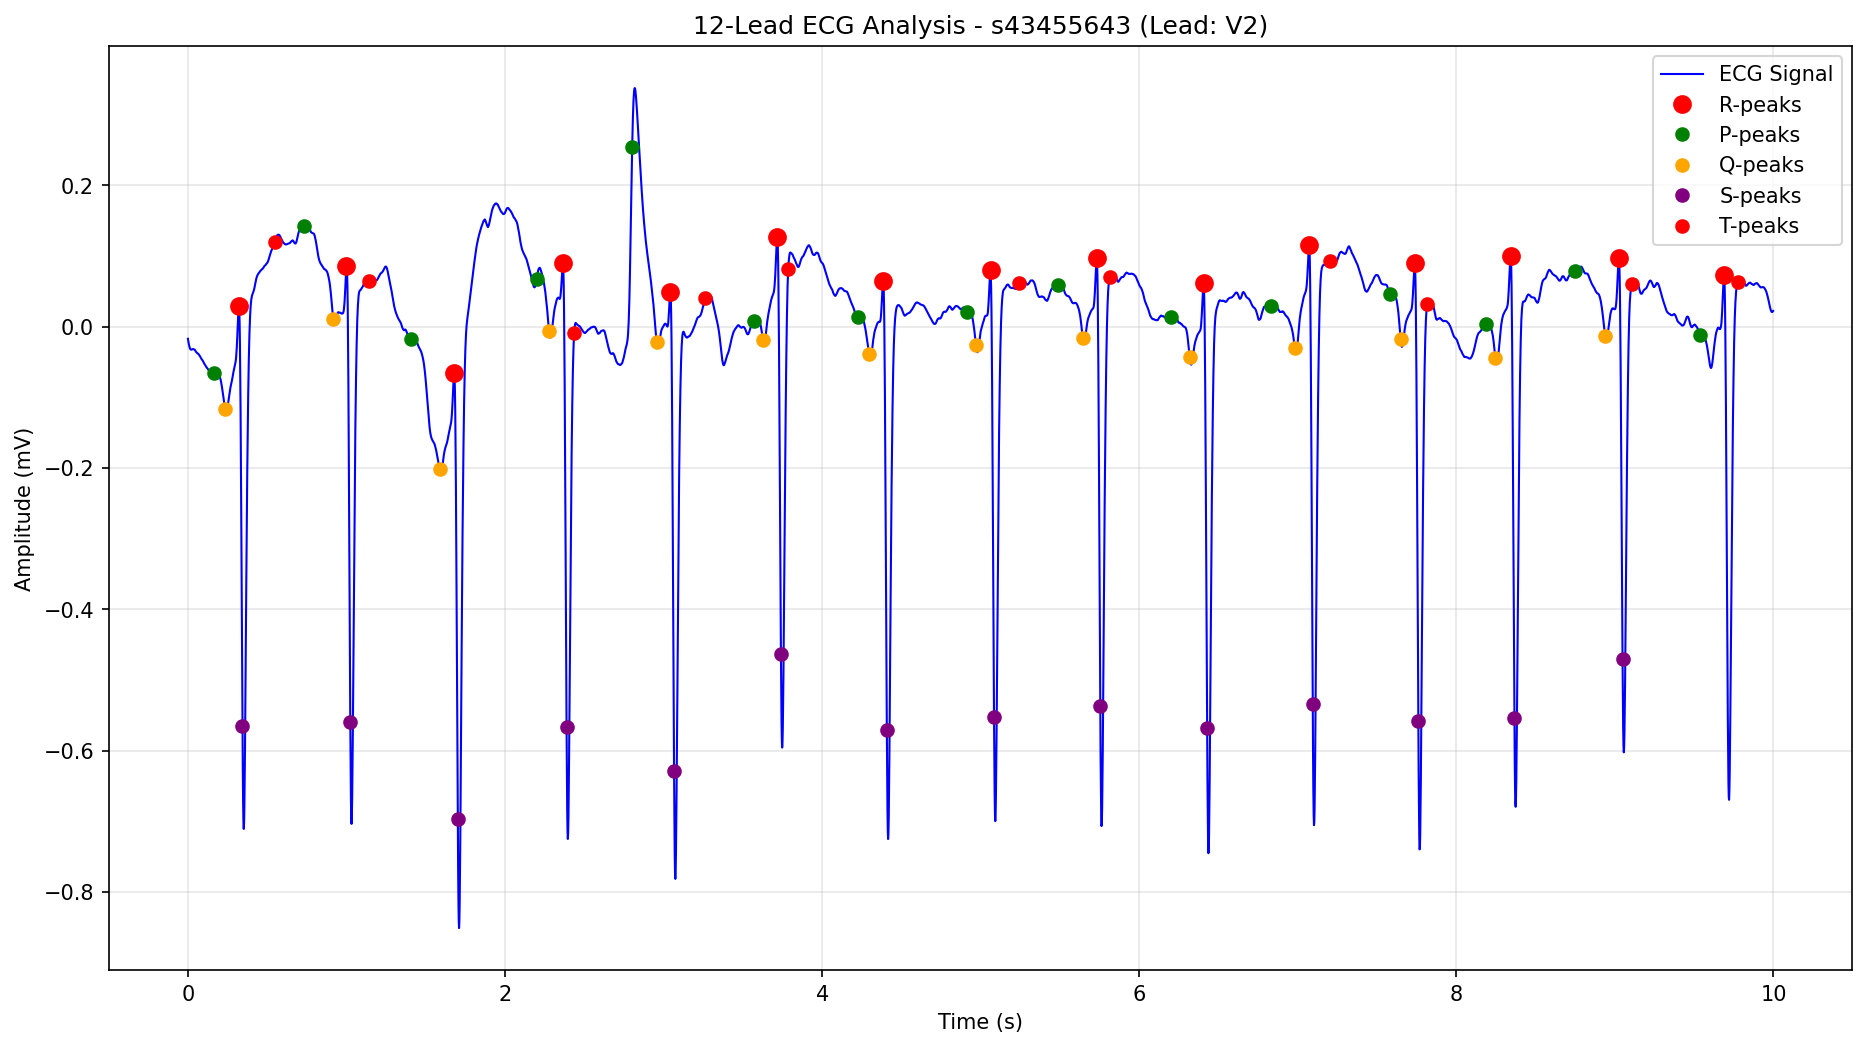 12-Lead ECG Analysis - s43455643 (Lead: V2)
ECG Signal
R-peaks
P-peaks
Q-peaks
S-peaks
T-peaks
Amplitude (mV)
0.2
0.0
−0.2
−0.4
−0.6
−0.8
0 2 4 6 8 10
Time (s)